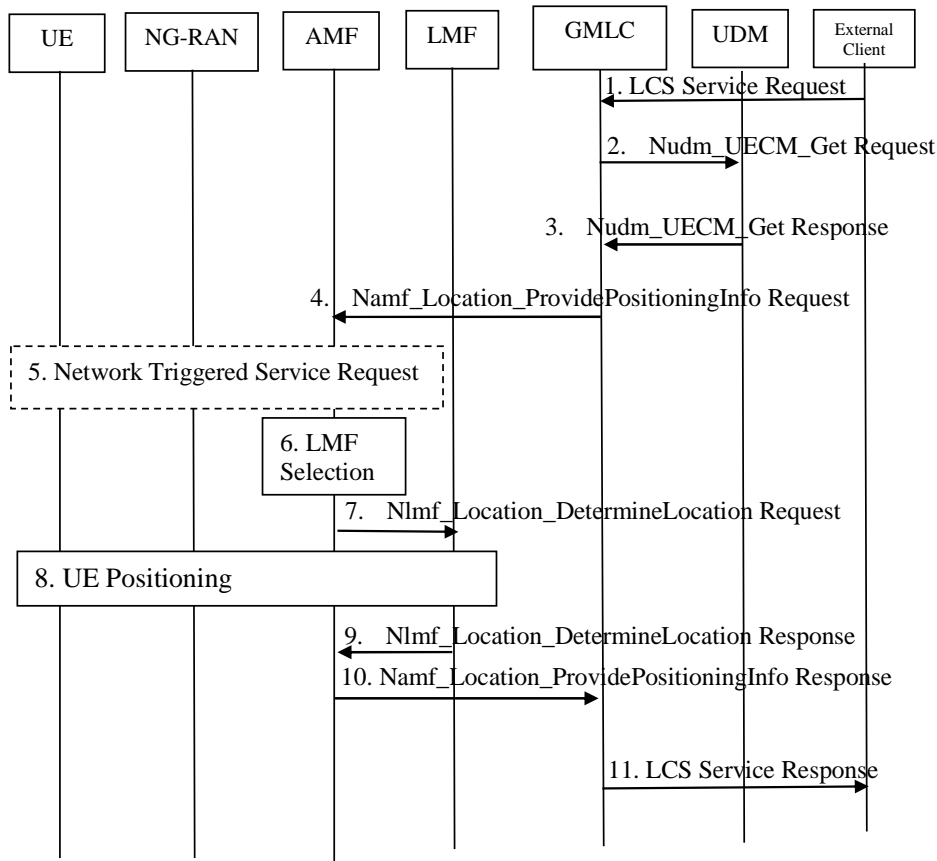 UE
NG-RAN
AMF
LMF
GMLC
UDM
External
Client
1. LCS Service Request
2. Nudm_UECM_Get Request
3. Nudm_UECM_Get Response
4. Namf_Location_ProvidePositioningInfo Request
5. Network Triggered Service Request
6. LMF
Selection
7. Nlmf_Location_DetermineLocation Request
8. UE Positioning
9. Nlmf_Location_DetermineLocation Response
10. Namf_Location_ProvidePositioningInfo Response
11. LCS Service Response